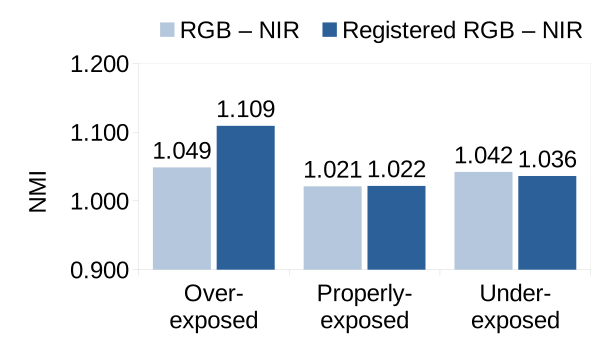 RGB – NIR Registered RGB – NIR
1.200
1.100
1.000
0.900
NMI
1.049 1.109
1.021 1.022
1.042 1.036
Over-
exposed
Properly-
exposed
Under-
exposed